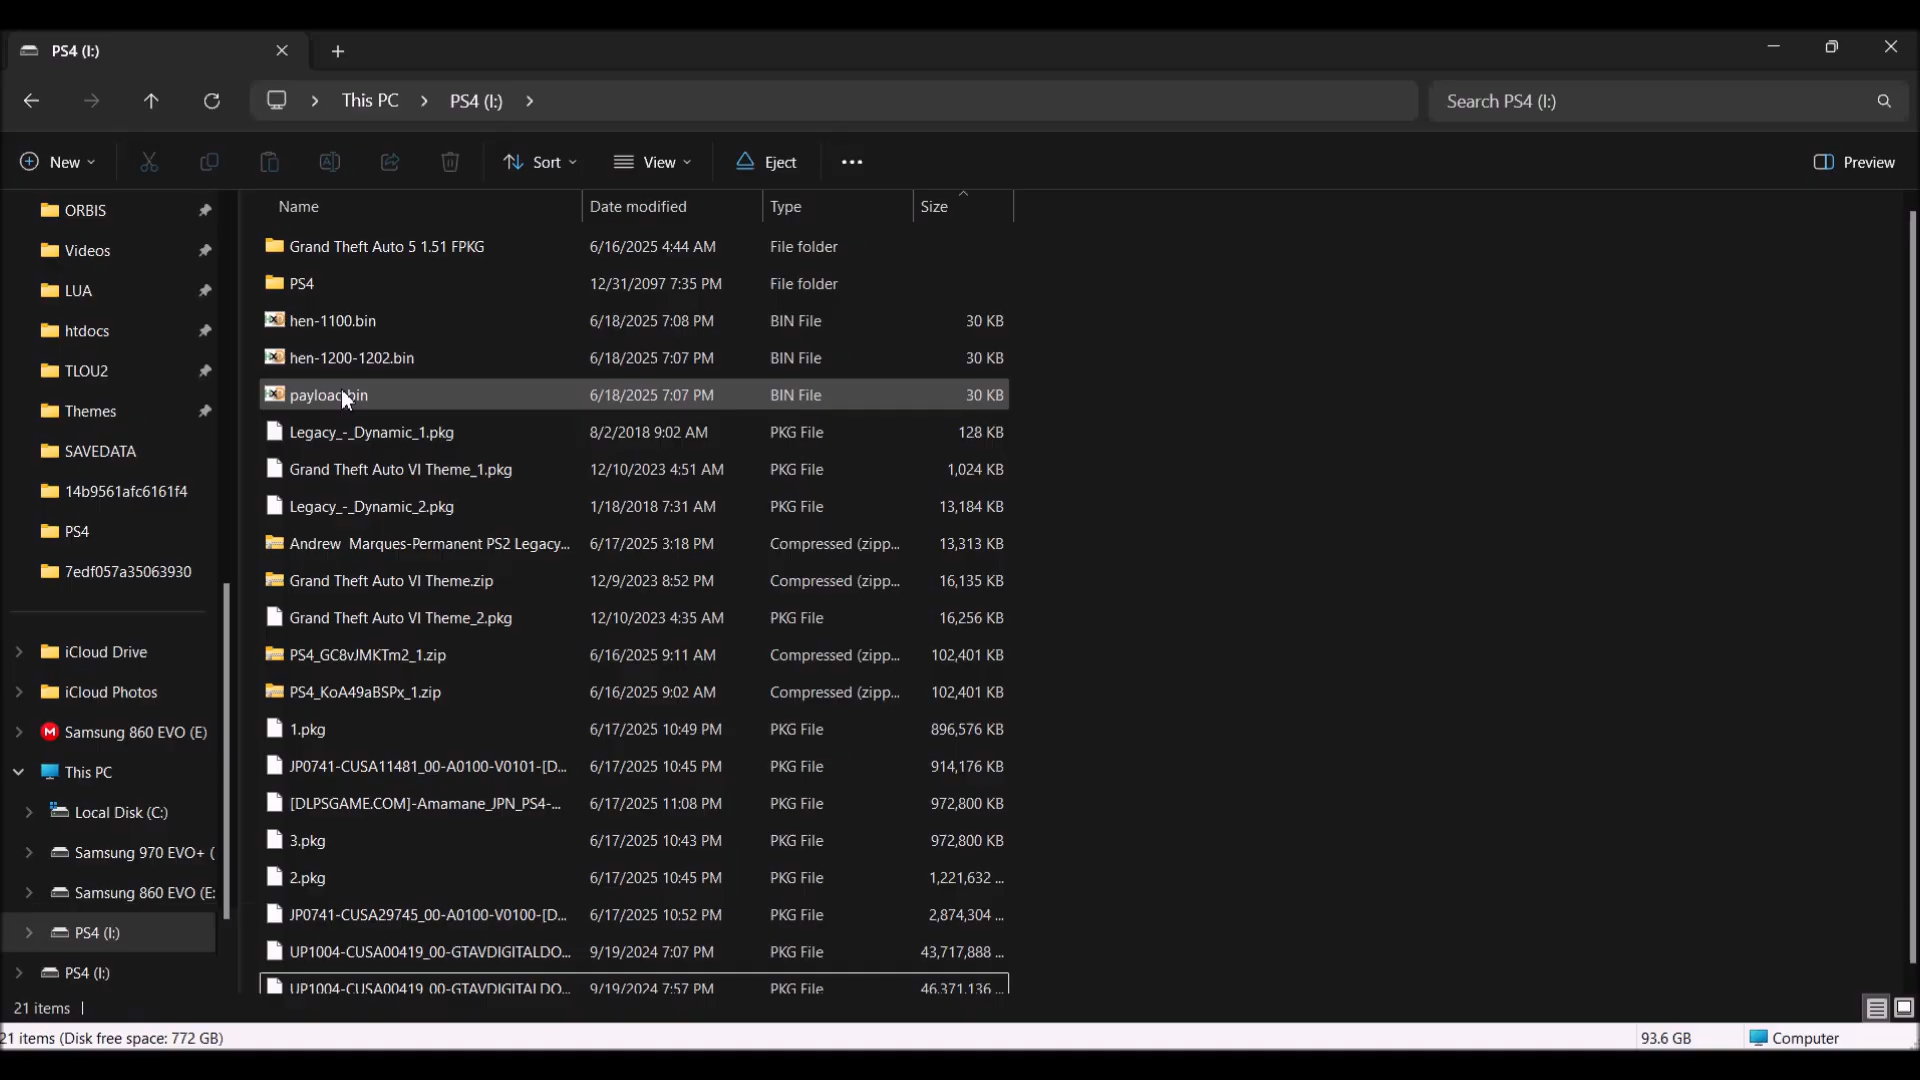 PS4 (I:)
This PC > PS4 (I:) >
Search PS4 (I:)
New
Sort
View
Eject
Preview
Name Date modified Type Size
ORBIS
Videos
LUA
htdocs
TLOU2
Themes
SAVEDATA
14b9561afc6161f4
PS4
7edf057a35063930
iCloud Drive
iCloud Photos
Samsung 860 EVO (E)
This PC
Local Disk (C:)
Samsung 970 EVO+ (
Samsung 860 EVO (E:
PS4 (I:)
PS4 (I:)
Grand Theft Auto 5 1.51 FPKG 6/16/2025 4:44 AM File folder
PS4 12/31/2097 7:35 PM File folder
hen-1100.bin 6/18/2025 7:08 PM BIN File 30 KB
hen-1200-1202.bin 6/18/2025 7:07 PM BIN File 30 KB
payload.bin 6/18/2025 7:07 PM BIN File 30 KB
Legacy_-_Dynamic_1.pkg 8/2/2018 9:02 AM PKG File 128 KB
Grand Theft Auto VI Theme_1.pkg 12/10/2023 4:51 AM PKG File 1,024 KB
Legacy_-_Dynamic_2.pkg 1/18/2018 7:31 AM PKG File 13,184 KB
Andrew Marques-Permanent PS2 Legacy... 6/17/2025 3:18 PM Compressed (zipp... 13,313 KB
Grand Theft Auto VI Theme.zip 12/9/2023 8:52 PM Compressed (zipp... 16,135 KB
Grand Theft Auto VI Theme_2.pkg 12/10/2023 4:35 AM PKG File 16,256 KB
PS4_GC8vJMKTm2_1.zip 6/16/2025 9:11 AM Compressed (zipp... 102,401 KB
PS4_KoA49aBSPx_1.zip 6/16/2025 9:02 AM Compressed (zipp... 102,401 KB
1.pkg 6/17/2025 10:49 PM PKG File 896,576 KB
JP0741-CUSA11481_00-A0100-V0101-[D... 6/17/2025 10:45 PM PKG File 914,176 KB
[DLPSGAME.COM]-Amamane_JPN_PS4-... 6/17/2025 11:08 PM PKG File 972,800 KB
3.pkg 6/17/2025 10:43 PM PKG File 972,800 KB
2.pkg 6/17/2025 10:45 PM PKG File 1,221,632 ...
JP0741-CUSA29745_00-A0100-V0100-[D... 6/17/2025 10:52 PM PKG File 2,874,304 ...
UP1004-CUSA00419_00-GTAVDIGITALDO... 9/19/2024 7:07 PM PKG File 43,717,888 ...
UP1004-CUSA00419_00-GTAVDIGITALDO... 9/19/2024 7:57 PM PKG File 46,371,136 ...
21 items
21 items (Disk free space: 772 GB) 93.6 GB Computer